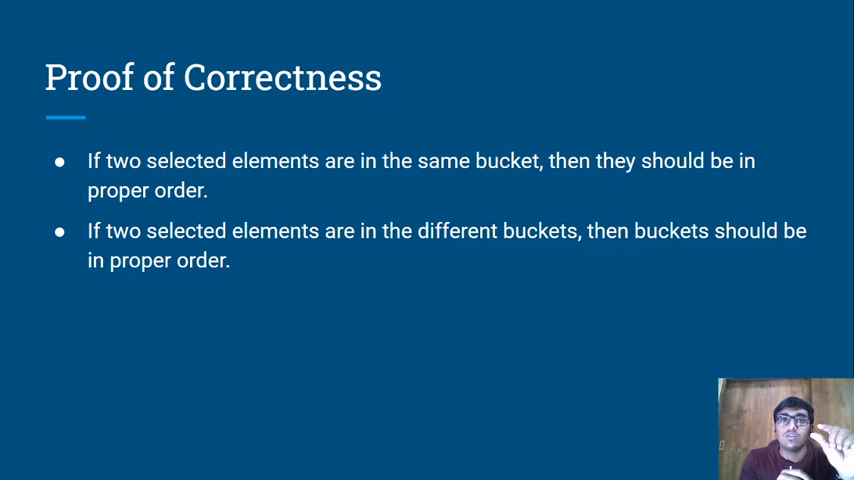 Proof of Correctness
● If two selected elements are in the same bucket, then they should be in
proper order.
● If two selected elements are in the different buckets, then buckets should be
in proper order.